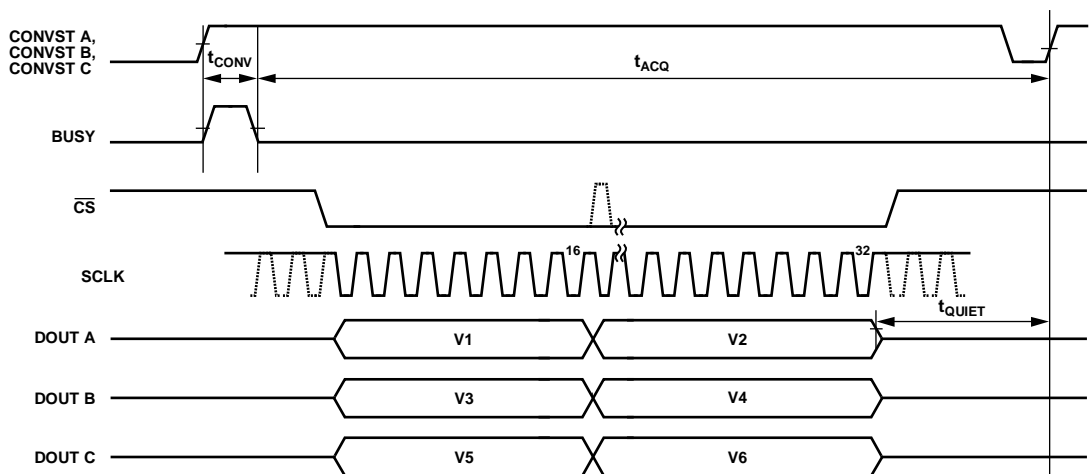 CONVST A,
CONVST B,
CONVST C
tCONV
tACQ
BUSY
CS
SCLK
16
32
tQUIET
DOUT A
V1
V2
DOUT B
V3
V4
DOUT C
V5
V6